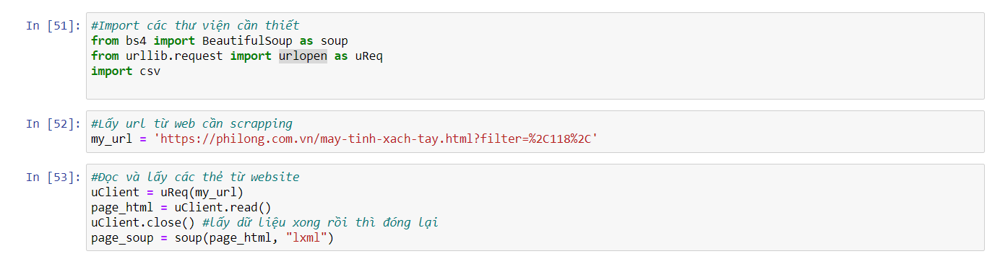 In [51]: #Import các thư viện cần thiết
from bs4 import BeautifulSoup as soup
from urllib.request import urlopen as uReq
import csv
In [52]: #Lấy url từ web cần scrapping
my_url = 'https://philong.com.vn/may-tinh-xach-tay.html?filter=%2C118%2C'
In [53]: #Đọc và lấy các thẻ từ website
uClient = uReq(my_url)
page_html = uClient.read()
uClient.close() #lấy dữ liệu xong rồi thì đóng lại
page_soup = soup(page_html, "lxml")